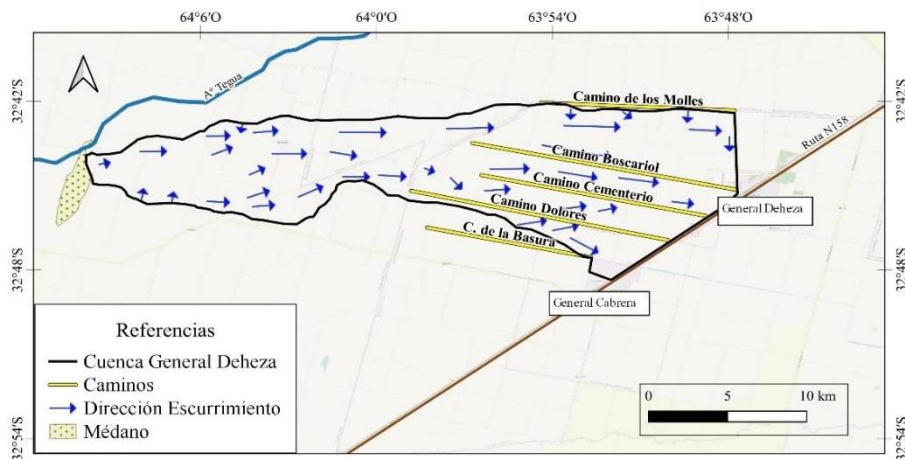 64°6'O 64°0'O 63°54'O 63°48'O
32°42'S 32°42'S
A° Tegua
Camino de los Molles
Ruta N158
Camino Boscariol
Camino Cementerio
General Deheza
Camino Dolores
C. de la Basura
32°48'S 32°48'S
General Cabrera
Referencias
Cuenca General Deheza
Caminos
Dirección Escurrimiento
Médano
0 5 10 km
32°54'S 32°54'S